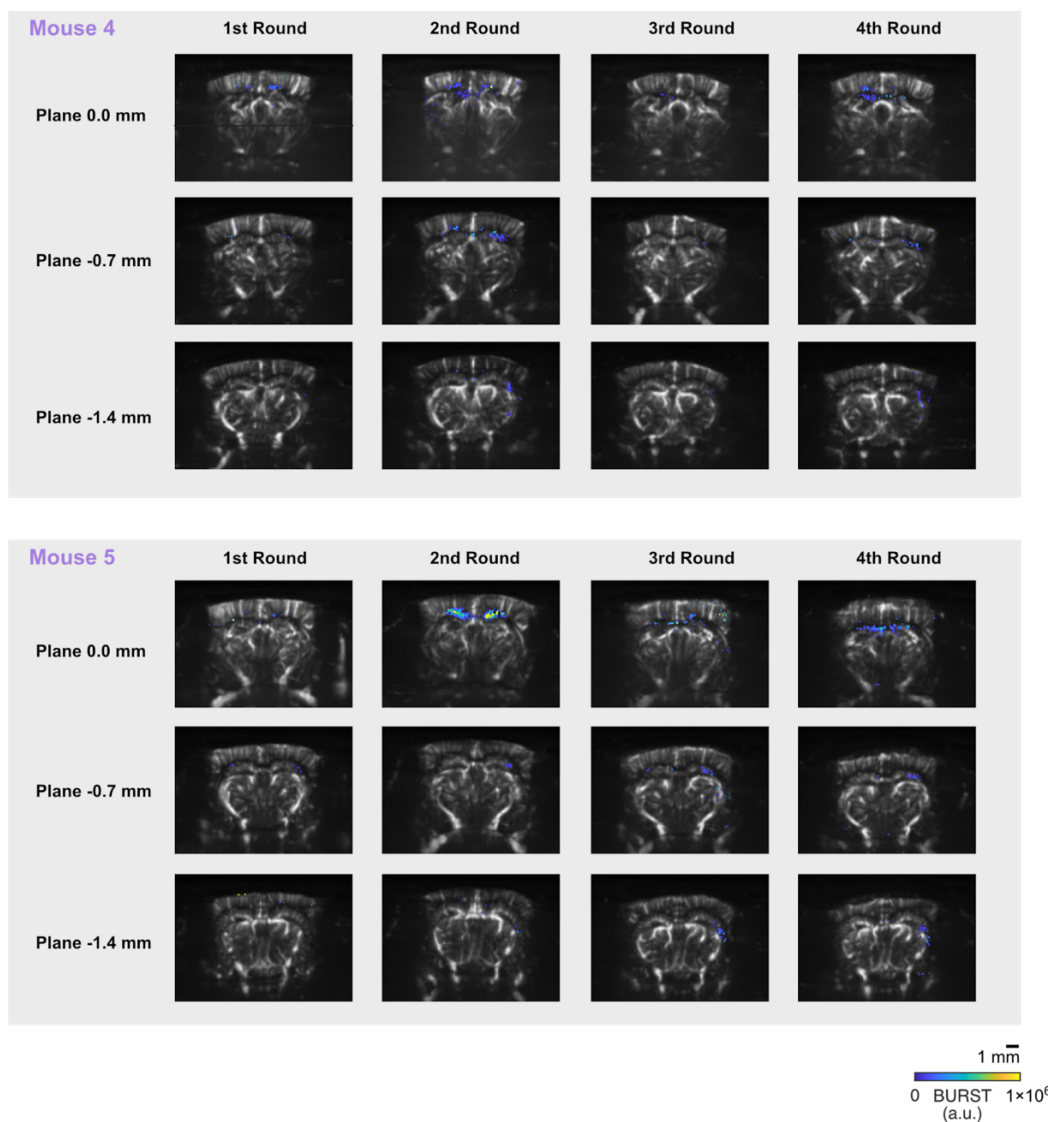 Mouse 4 1st Round 2nd Round 3rd Round 4th Round
Plane 0.0 mm
Plane -0.7 mm
Plane -1.4 mm
Mouse 5 1st Round 2nd Round 3rd Round 4th Round
Plane 0.0 mm
Plane -0.7 mm
Plane -1.4 mm
1 mm
0 BURST 1×10⁶
(a.u.)